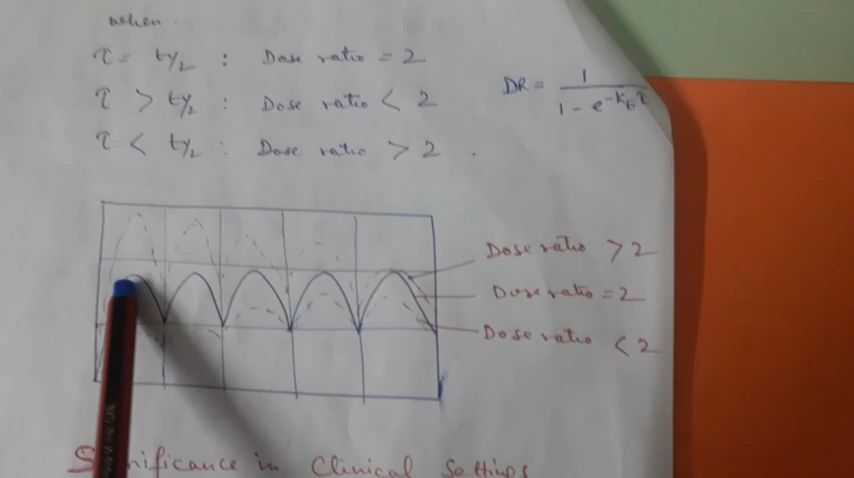 when.
τ = t½ : Dose ratio = 2
τ > t½ : Dose ratio < 2
τ < t½ : Dose ratio > 2 .
DR = 1 / 1 - e^-KEτ
Dose ratio > 2
Dose ratio = 2
Dose ratio < 2
nificance in Clinical Settings